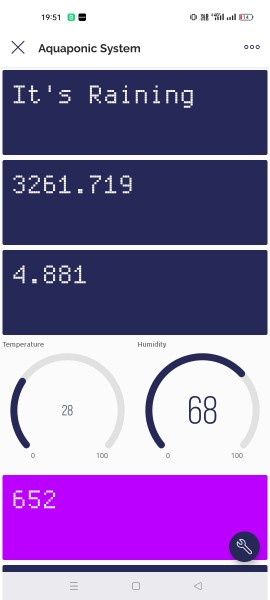 19:51
Aquaponic System
It's Raining
3261.719
4.881
Temperature
Humidity
28
68
0 100
0 100
652